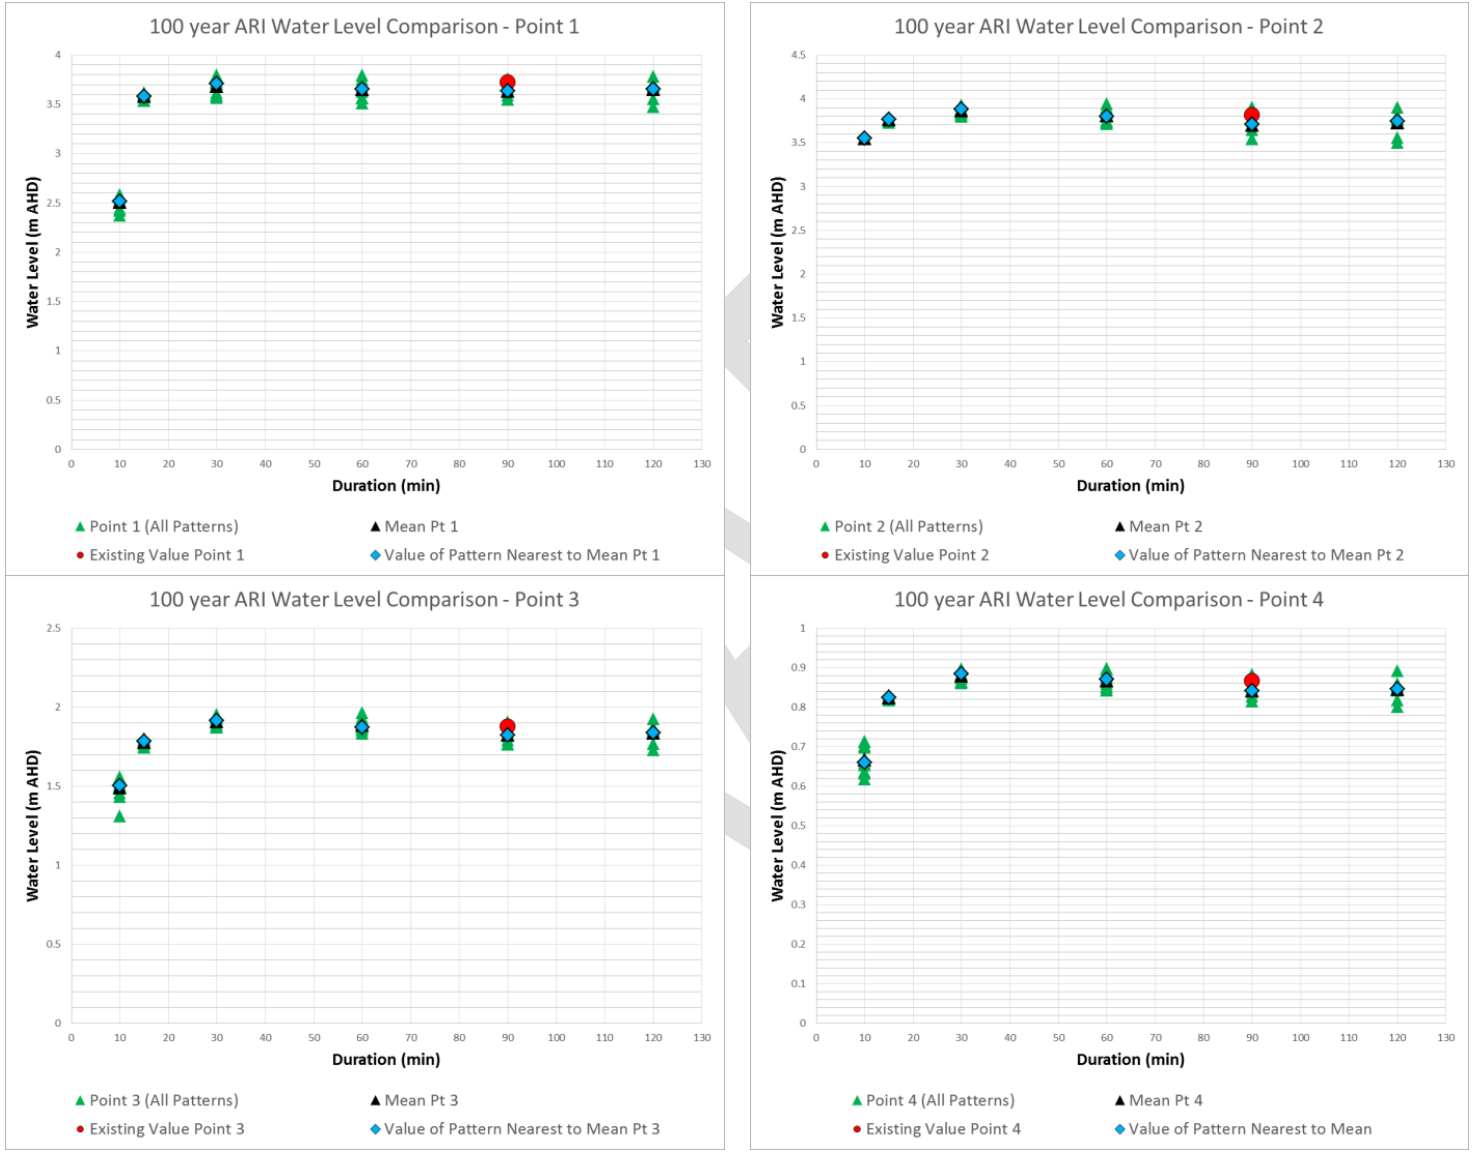 100 year ARI Water Level Comparison - Point 1
4
3.5
3
2.5
2
1.5
1
0.5
0
Water Level (m AHD)
0 10 20 30 40 50 60 70 80 90 100 110 120 130
Duration (min)
Point 1 (All Patterns) Mean Pt 1
Existing Value Point 1 Value of Pattern Nearest to Mean Pt 1
100 year ARI Water Level Comparison - Point 2
4.5
4
3.5
3
2.5
2
1.5
1
0.5
0
Water Level (m AHD)
0 10 20 30 40 50 60 70 80 90 100 110 120 130
Duration (min)
Point 2 (All Patterns) Mean Pt 2
Existing Value Point 2 Value of Pattern Nearest to Mean Pt 2
100 year ARI Water Level Comparison - Point 3
2.5
2
1.5
1
0.5
0
Water Level (m AHD)
0 10 20 30 40 50 60 70 80 90 100 110 120 130
Duration (min)
Point 3 (All Patterns) Mean Pt 3
Existing Value Point 3 Value of Pattern Nearest to Mean Pt 3
100 year ARI Water Level Comparison - Point 4
1
0.9
0.8
0.7
0.6
0.5
0.4
0.3
0.2
0.1
0
Water Level (m AHD)
0 10 20 30 40 50 60 70 80 90 100 110 120 130
Duration (min)
Point 4 (All Patterns) Mean Pt 4
Existing Value Point 4 Value of Pattern Nearest to Mean